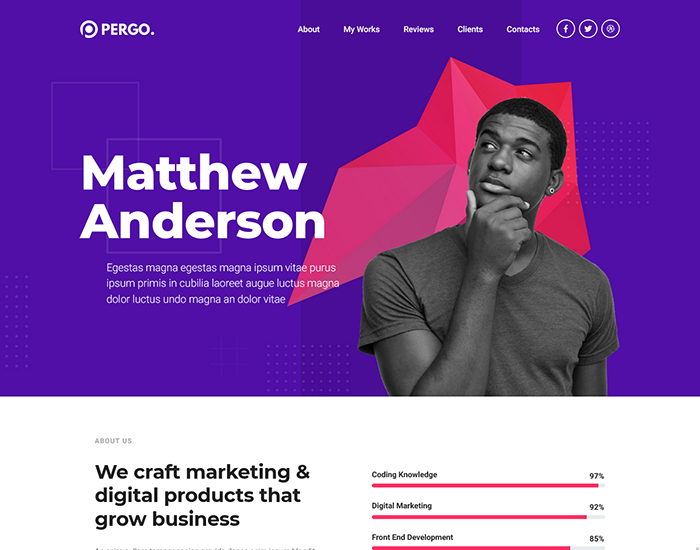 PERGO.
About
My Works
Reviews
Clients
Contacts
Matthew
Anderson
Egestas magna egestas magna ipsum vitae purus
ipsum primis in cubilia laoreet augue luctus magna
dolor luctus undo magna an dolor vitae
ABOUT US
We craft marketing &
digital products that
grow business
Coding Knowledge 97%
Digital Marketing 92%
Front End Development 85%